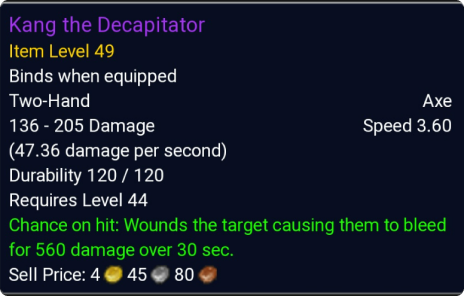 Kang the Decapitator
Item Level 49
Binds when equipped
Two-Hand Axe
136 - 205 Damage Speed 3.60
(47.36 damage per second)
Durability 120 / 120
Requires Level 44
Chance on hit: Wounds the target causing them to bleed
for 560 damage over 30 sec.
Sell Price: 4 45 80